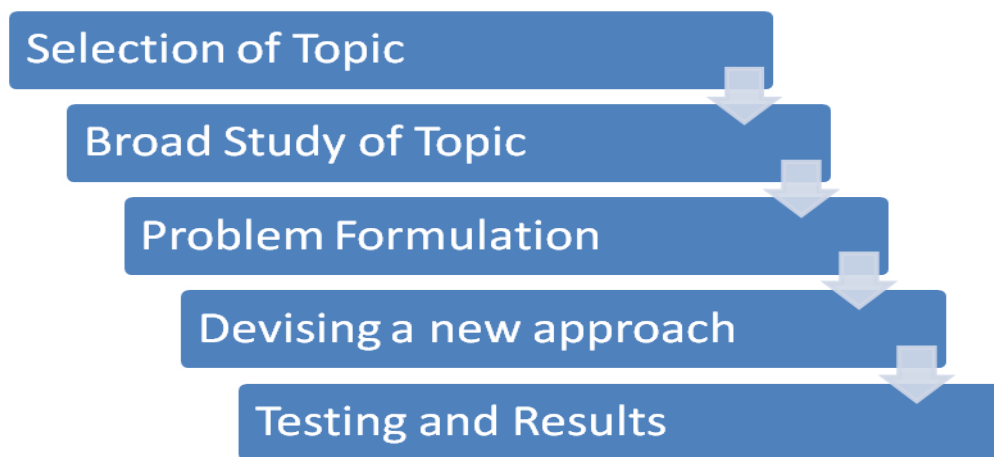 Selection of Topic
Broad Study of Topic
Problem Formulation
Devising a new approach
Testing and Results